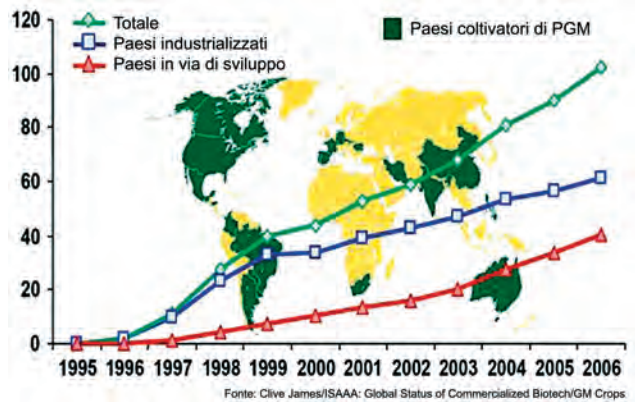 120
Totale
Paesi industrializzati
Paesi in via di sviluppo
Paesi coltivatori di PGM
100
80
60
40
20
0
1995 1996 1997 1998 1999 2000 2001 2002 2003 2004 2005 2006
Fonte: Clive James/ISAAA: Global Status of Commercialized Biotech/GM Crops